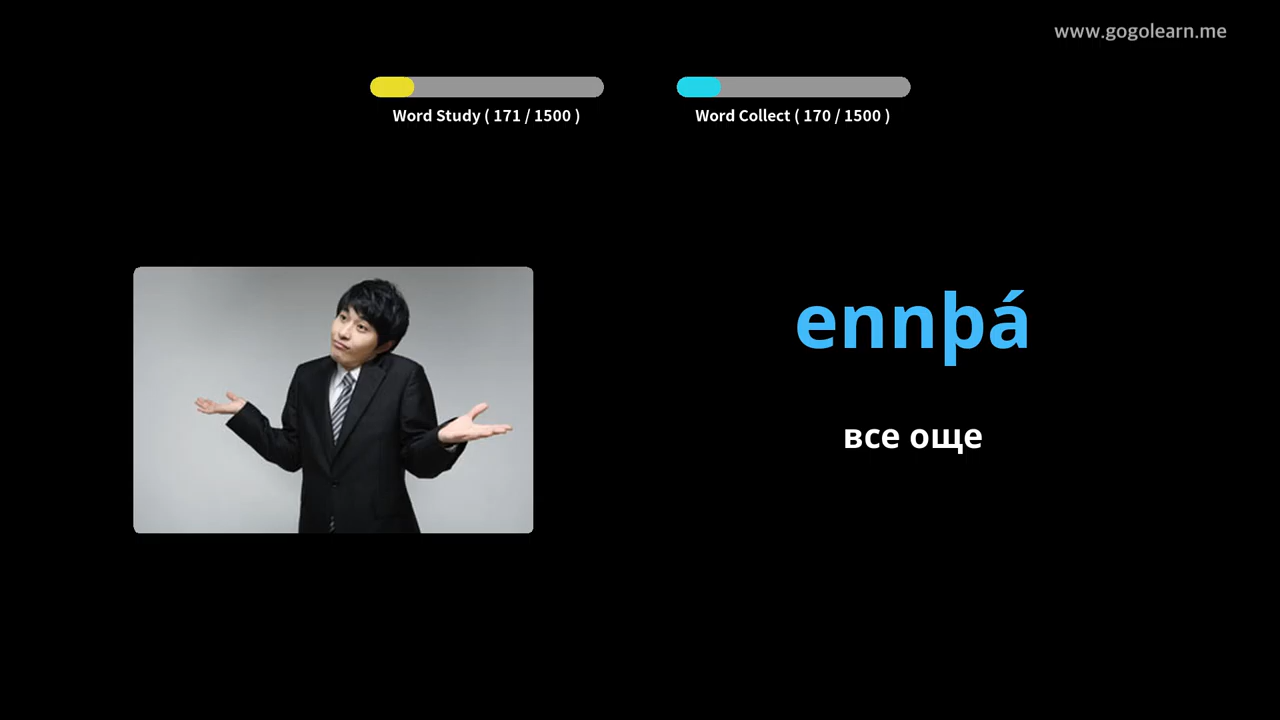 www.gogolearn.me
Word Study ( 171 / 1500 )
Word Collect ( 170 / 1500 )
ennþá
все още